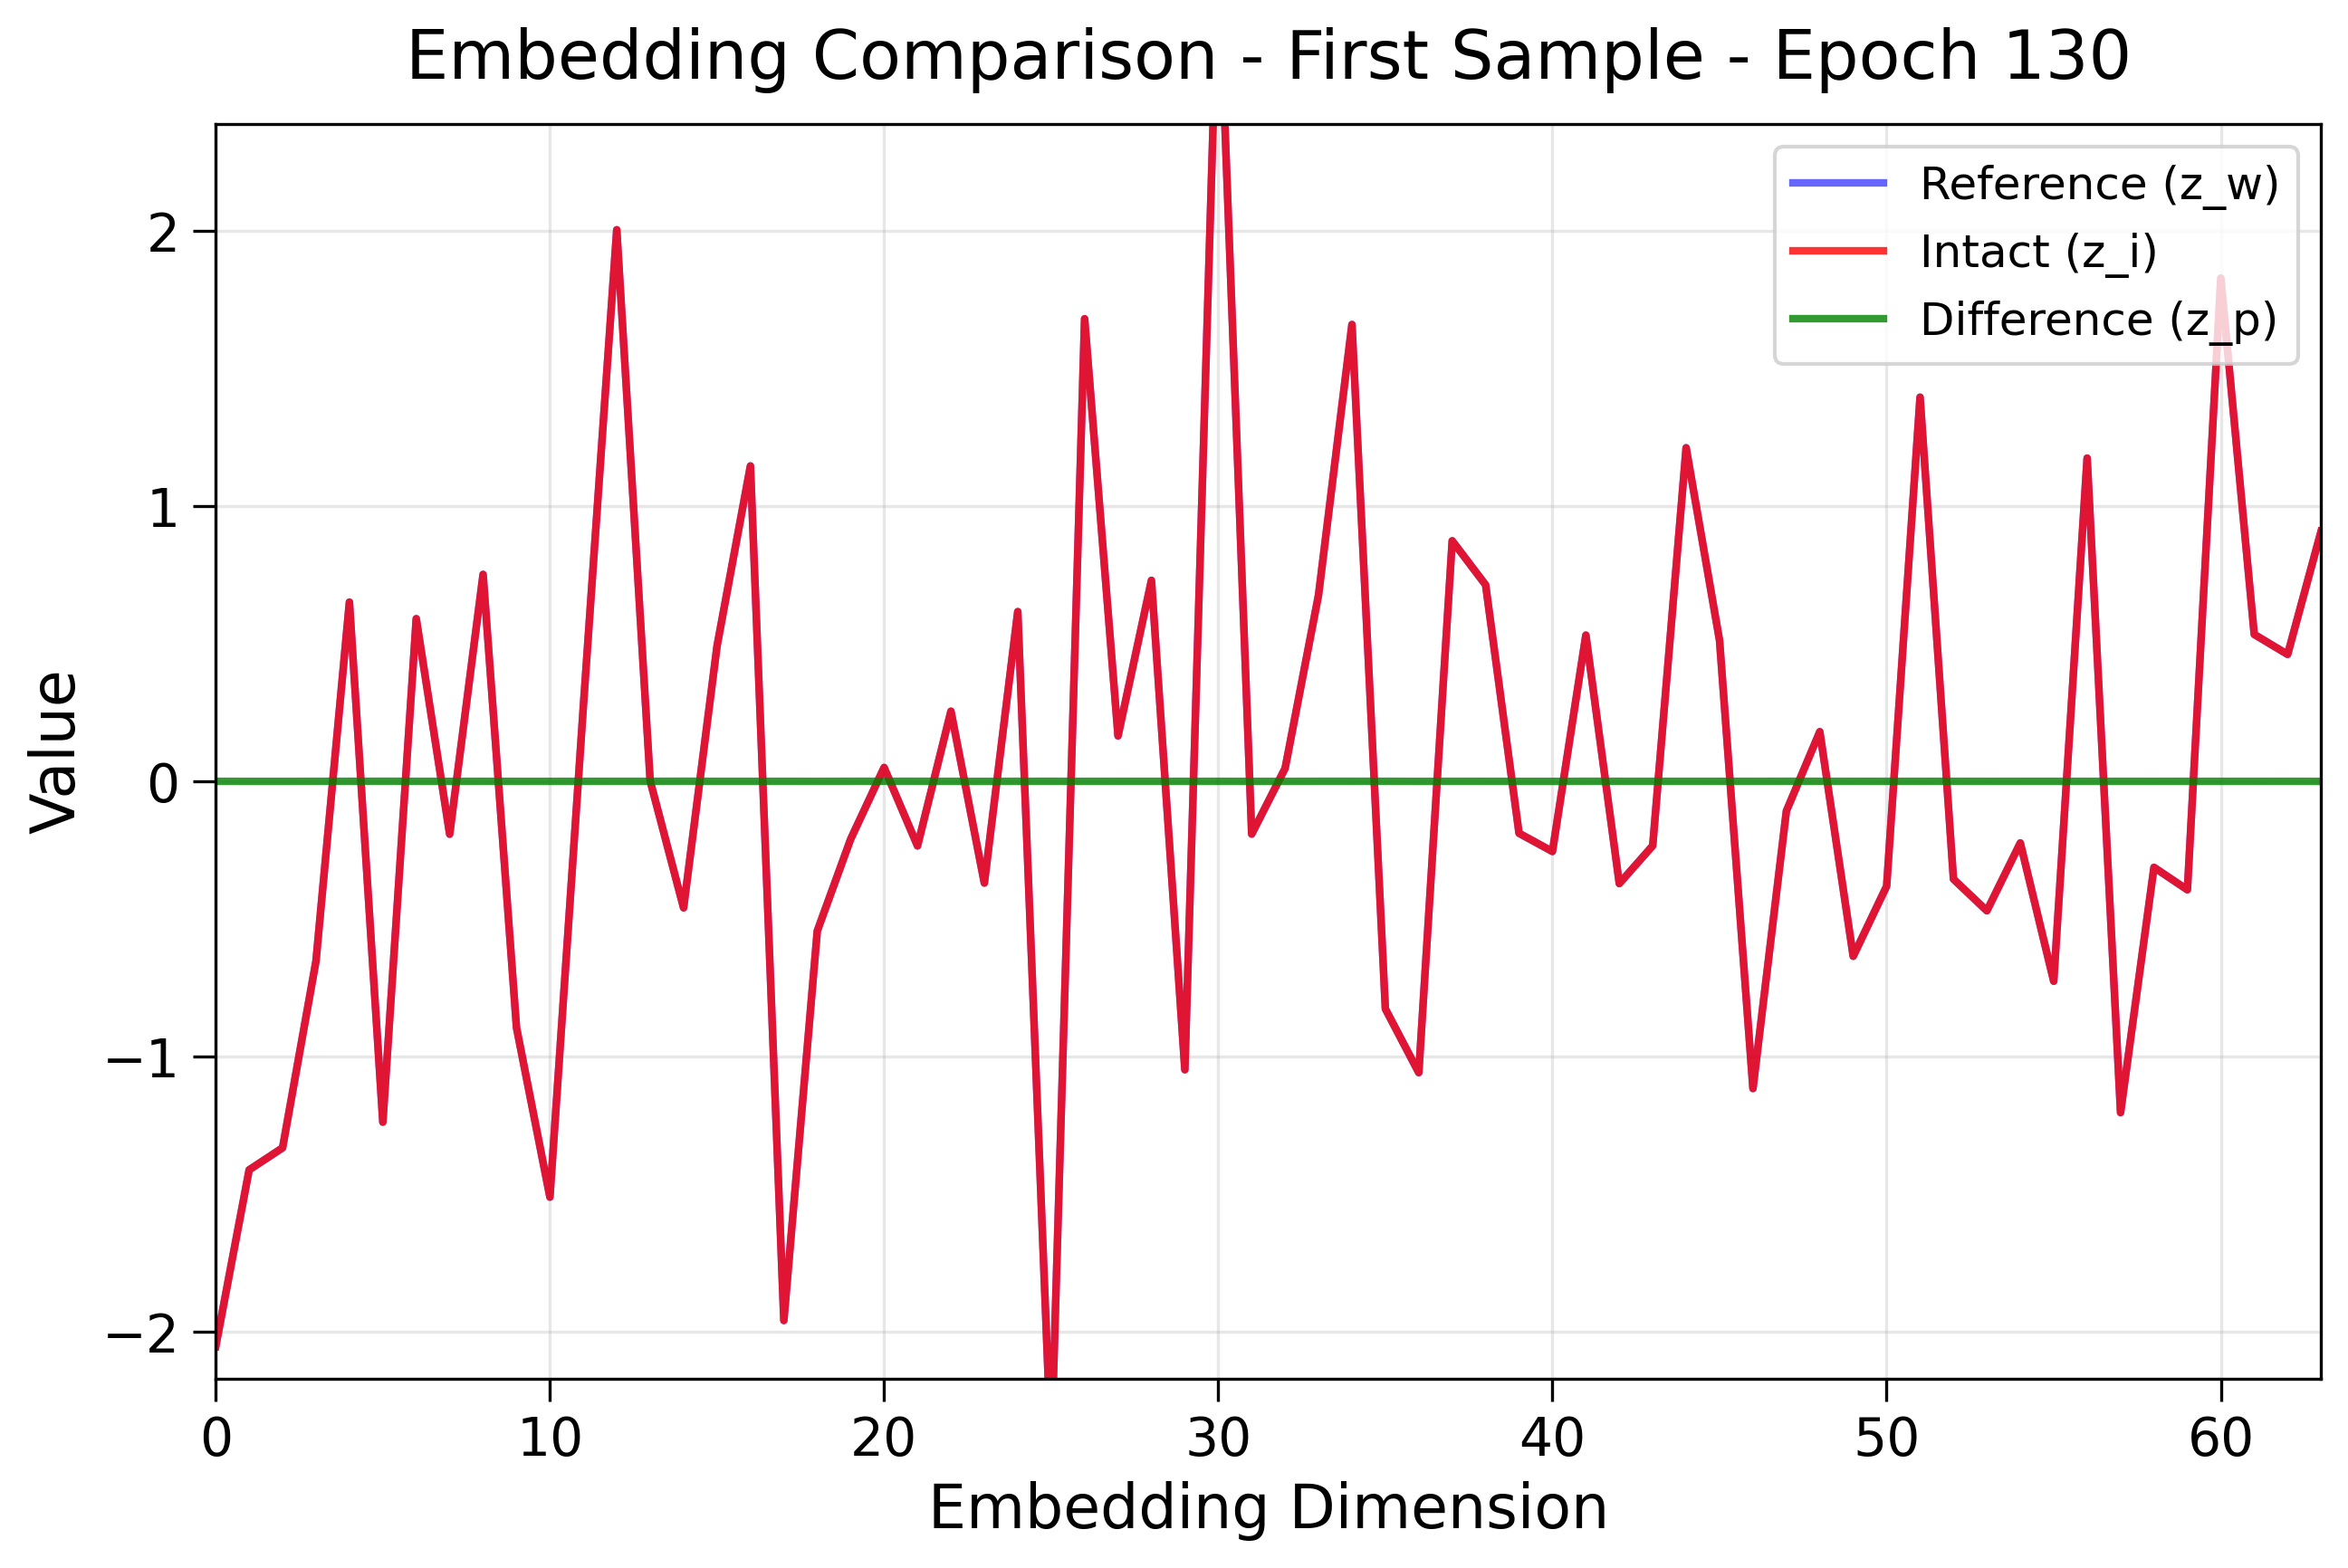 Embedding Comparison - First Sample - Epoch 130
Reference (z_w)
Intact (z_i)
Difference (z_p)
2
1
0
−1
−2
Value
0 10 20 30 40 50 60
Embedding Dimension